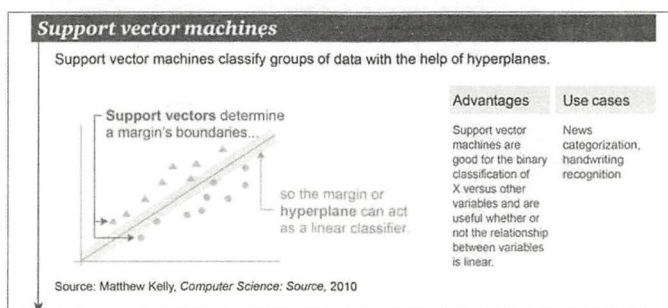 Support vector machines
Support vector machines classify groups of data with the help of hyperplanes.
Support vectors determine
a margin's boundaries...
so the margin or
hyperplane can act
as a linear classifier.
Advantages
Support vector
machines are
good for the binary
classification of
X versus other
variables and are
useful whether or
not the relationship
between variables
is linear.
Use cases
News
categorization,
handwriting
recognition
Source: Matthew Kelly, Computer Science: Source, 2010